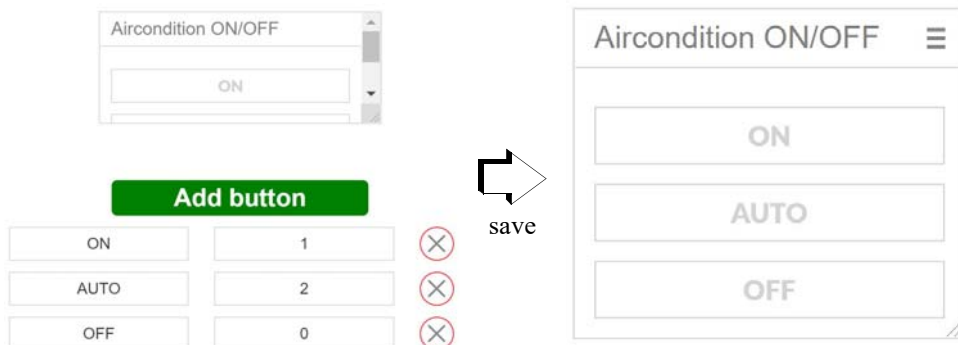 Aircondition ON/OFF
ON
Add button
ON 1
AUTO 2
OFF 0
save
Aircondition ON/OFF
ON
AUTO
OFF